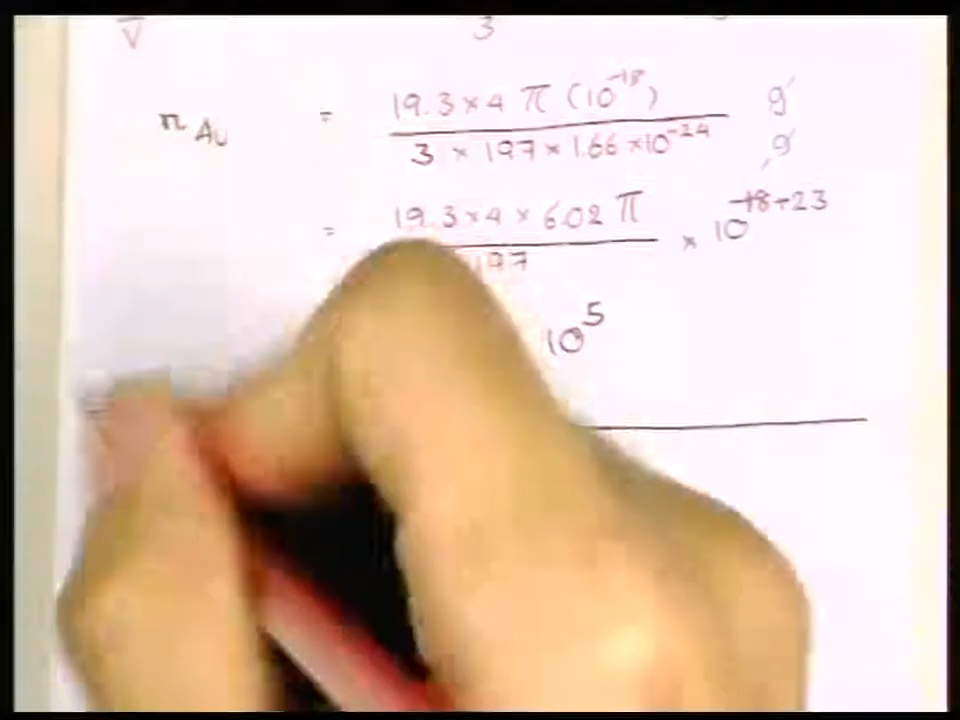 V̅ 3
n_Au = 19.3 × 4 π (10^-18) g
3 × 197 × 1.66 × 10^-24 g
= 19.3 × 4 × 6.02 π × 10^-18+23
197
10^5